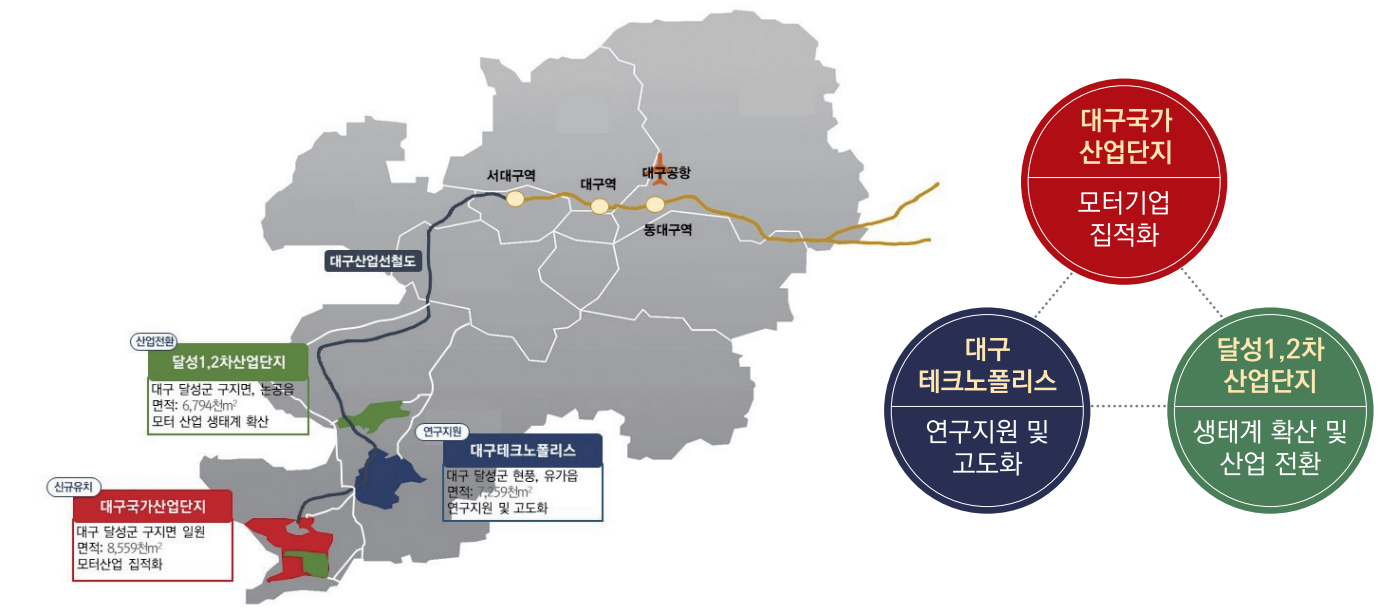 서대구역
대구역
대구공항
동대구역
대구산업선철도
산업전환
달성1,2차산업단지
대구 달성군 구지면, 논공읍
면적: 6,794천m²
모터 산업 생태계 확산
연구지원
대구테크노폴리스
대구 달성군 현풍, 유가읍
면적: 7,259천m²
연구지원 및 고도화
신규유치
대구국가산업단지
대구 달성군 구지면 일원
면적: 8,559천m²
모터산업 집적화
대구국가
산업단지
모터기업
집적화
대구
테크노폴리스
연구지원 및
고도화
달성1,2차
산업단지
생태계 확산 및
산업 전환